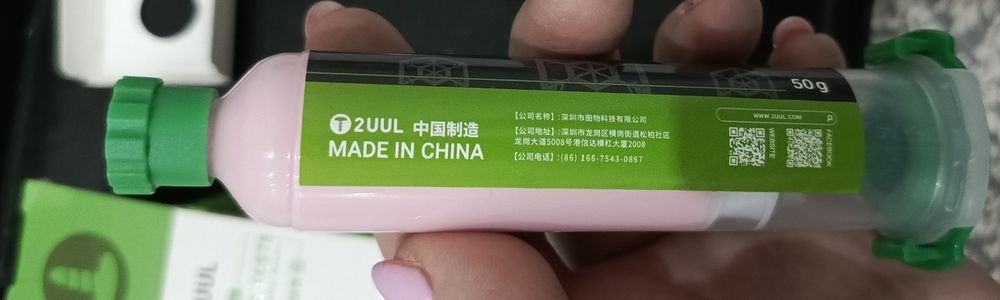 50g
2UUL 中国制造
MADE IN CHINA
【公司名称】:深圳市图物科技有限公司
【公司地址】:深圳市龙岗区横岗街道松柏社区
龙岗大道5008号港信达横杠大厦2008
【公司电话】:(86) 166-7543-0867
WWW.2UUL.COM
WEBSITE
FACEBOOK
UUL